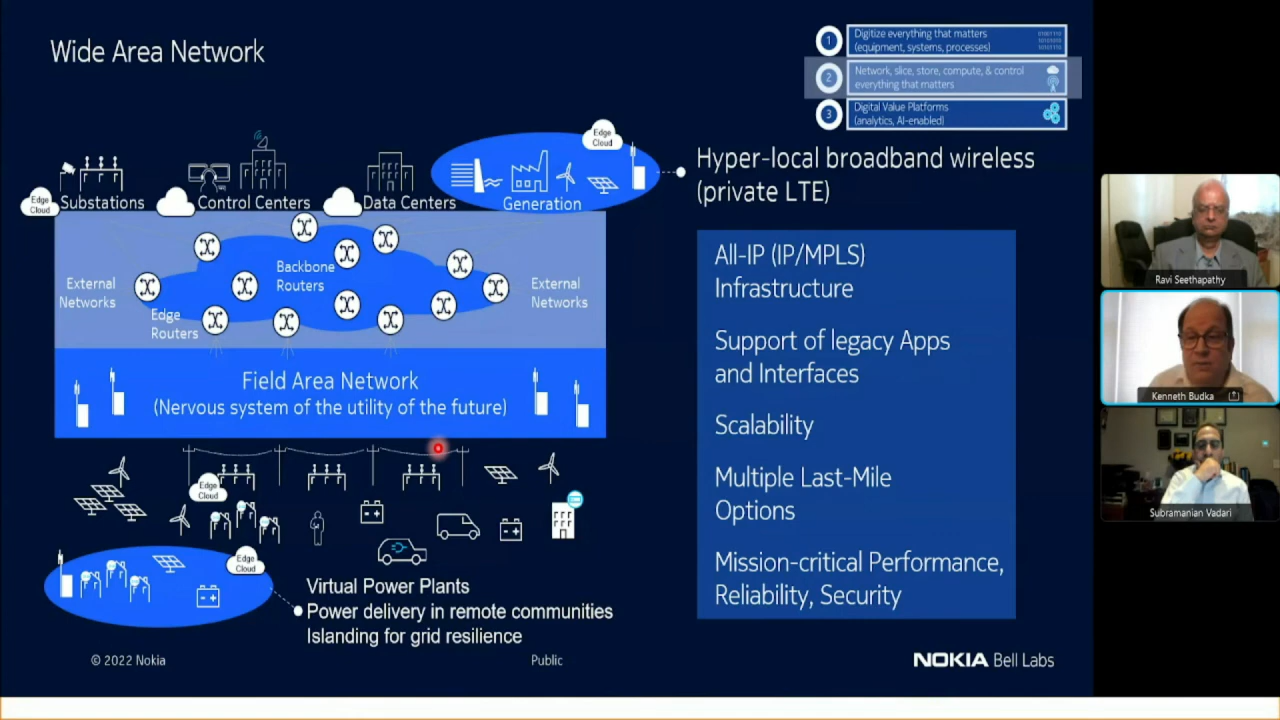 Wide Area Network
1
Digitize everything that matters
(equipment, systems, processes)
2
Network, slice, store, compute, & control
everything that matters
3
Digital Value Platforms
(analytics, AI-enabled)
Edge
Cloud
Hyper-local broadband wireless
(private LTE)
Edge
Cloud
Substations
Control Centers
Data Centers
Generation
External
Networks
Backbone
Routers
External
Networks
Edge
Routers
Field Area Network
(Nervous system of the utility of the future)
Edge
Cloud
Edge
Cloud
Virtual Power Plants
Power delivery in remote communities
Islanding for grid resilience
All-IP (IP/MPLS)
Infrastructure
Support of legacy Apps
and Interfaces
Scalability
Multiple Last-Mile
Options
Mission-critical Performance,
Reliability, Security
© 2022 Nokia
Public
NOKIA Bell Labs
Ravi Seethapathy
Kenneth Budka
Subramanian Vadari